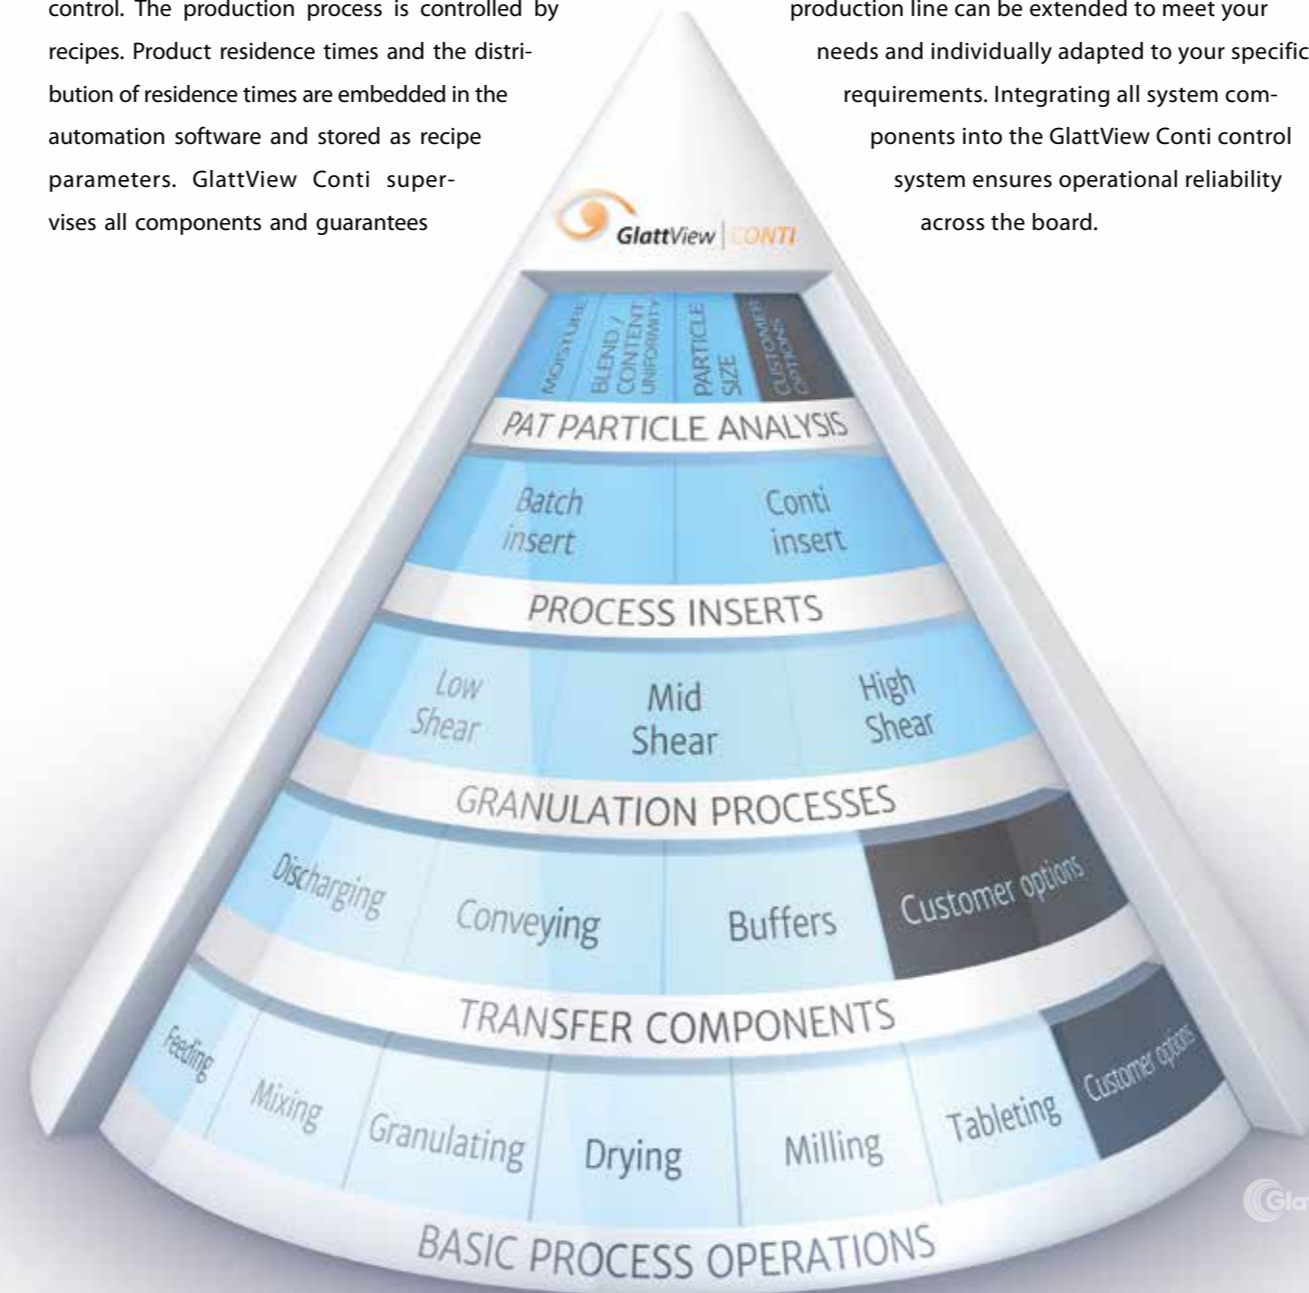 control. The production process is controlled by
recipes. Product residence times and the distri-
bution of residence times are embedded in the
automation software and stored as recipe
parameters. GlattView Conti super-
vises all components and guarantees
production line can be extended to meet your
needs and individually adapted to your specific
requirements. Integrating all system com-
ponents into the GlattView Conti control
system ensures operational reliability
across the board.
GlattView | CONTI
MOISTURE
BLEND /
CONTENT
UNIFORMITY
PARTICLE
SIZE
CUSTOMER
OPTIONS
PAT PARTICLE ANALYSIS
Batch
insert
Conti
insert
PROCESS INSERTS
Low
Shear
Mid
Shear
High
Shear
GRANULATION PROCESSES
Discharging
Conveying
Buffers
Customer options
TRANSFER COMPONENTS
Feeding
Mixing
Granulating
Drying
Milling
Tableting
Customer options
BASIC PROCESS OPERATIONS